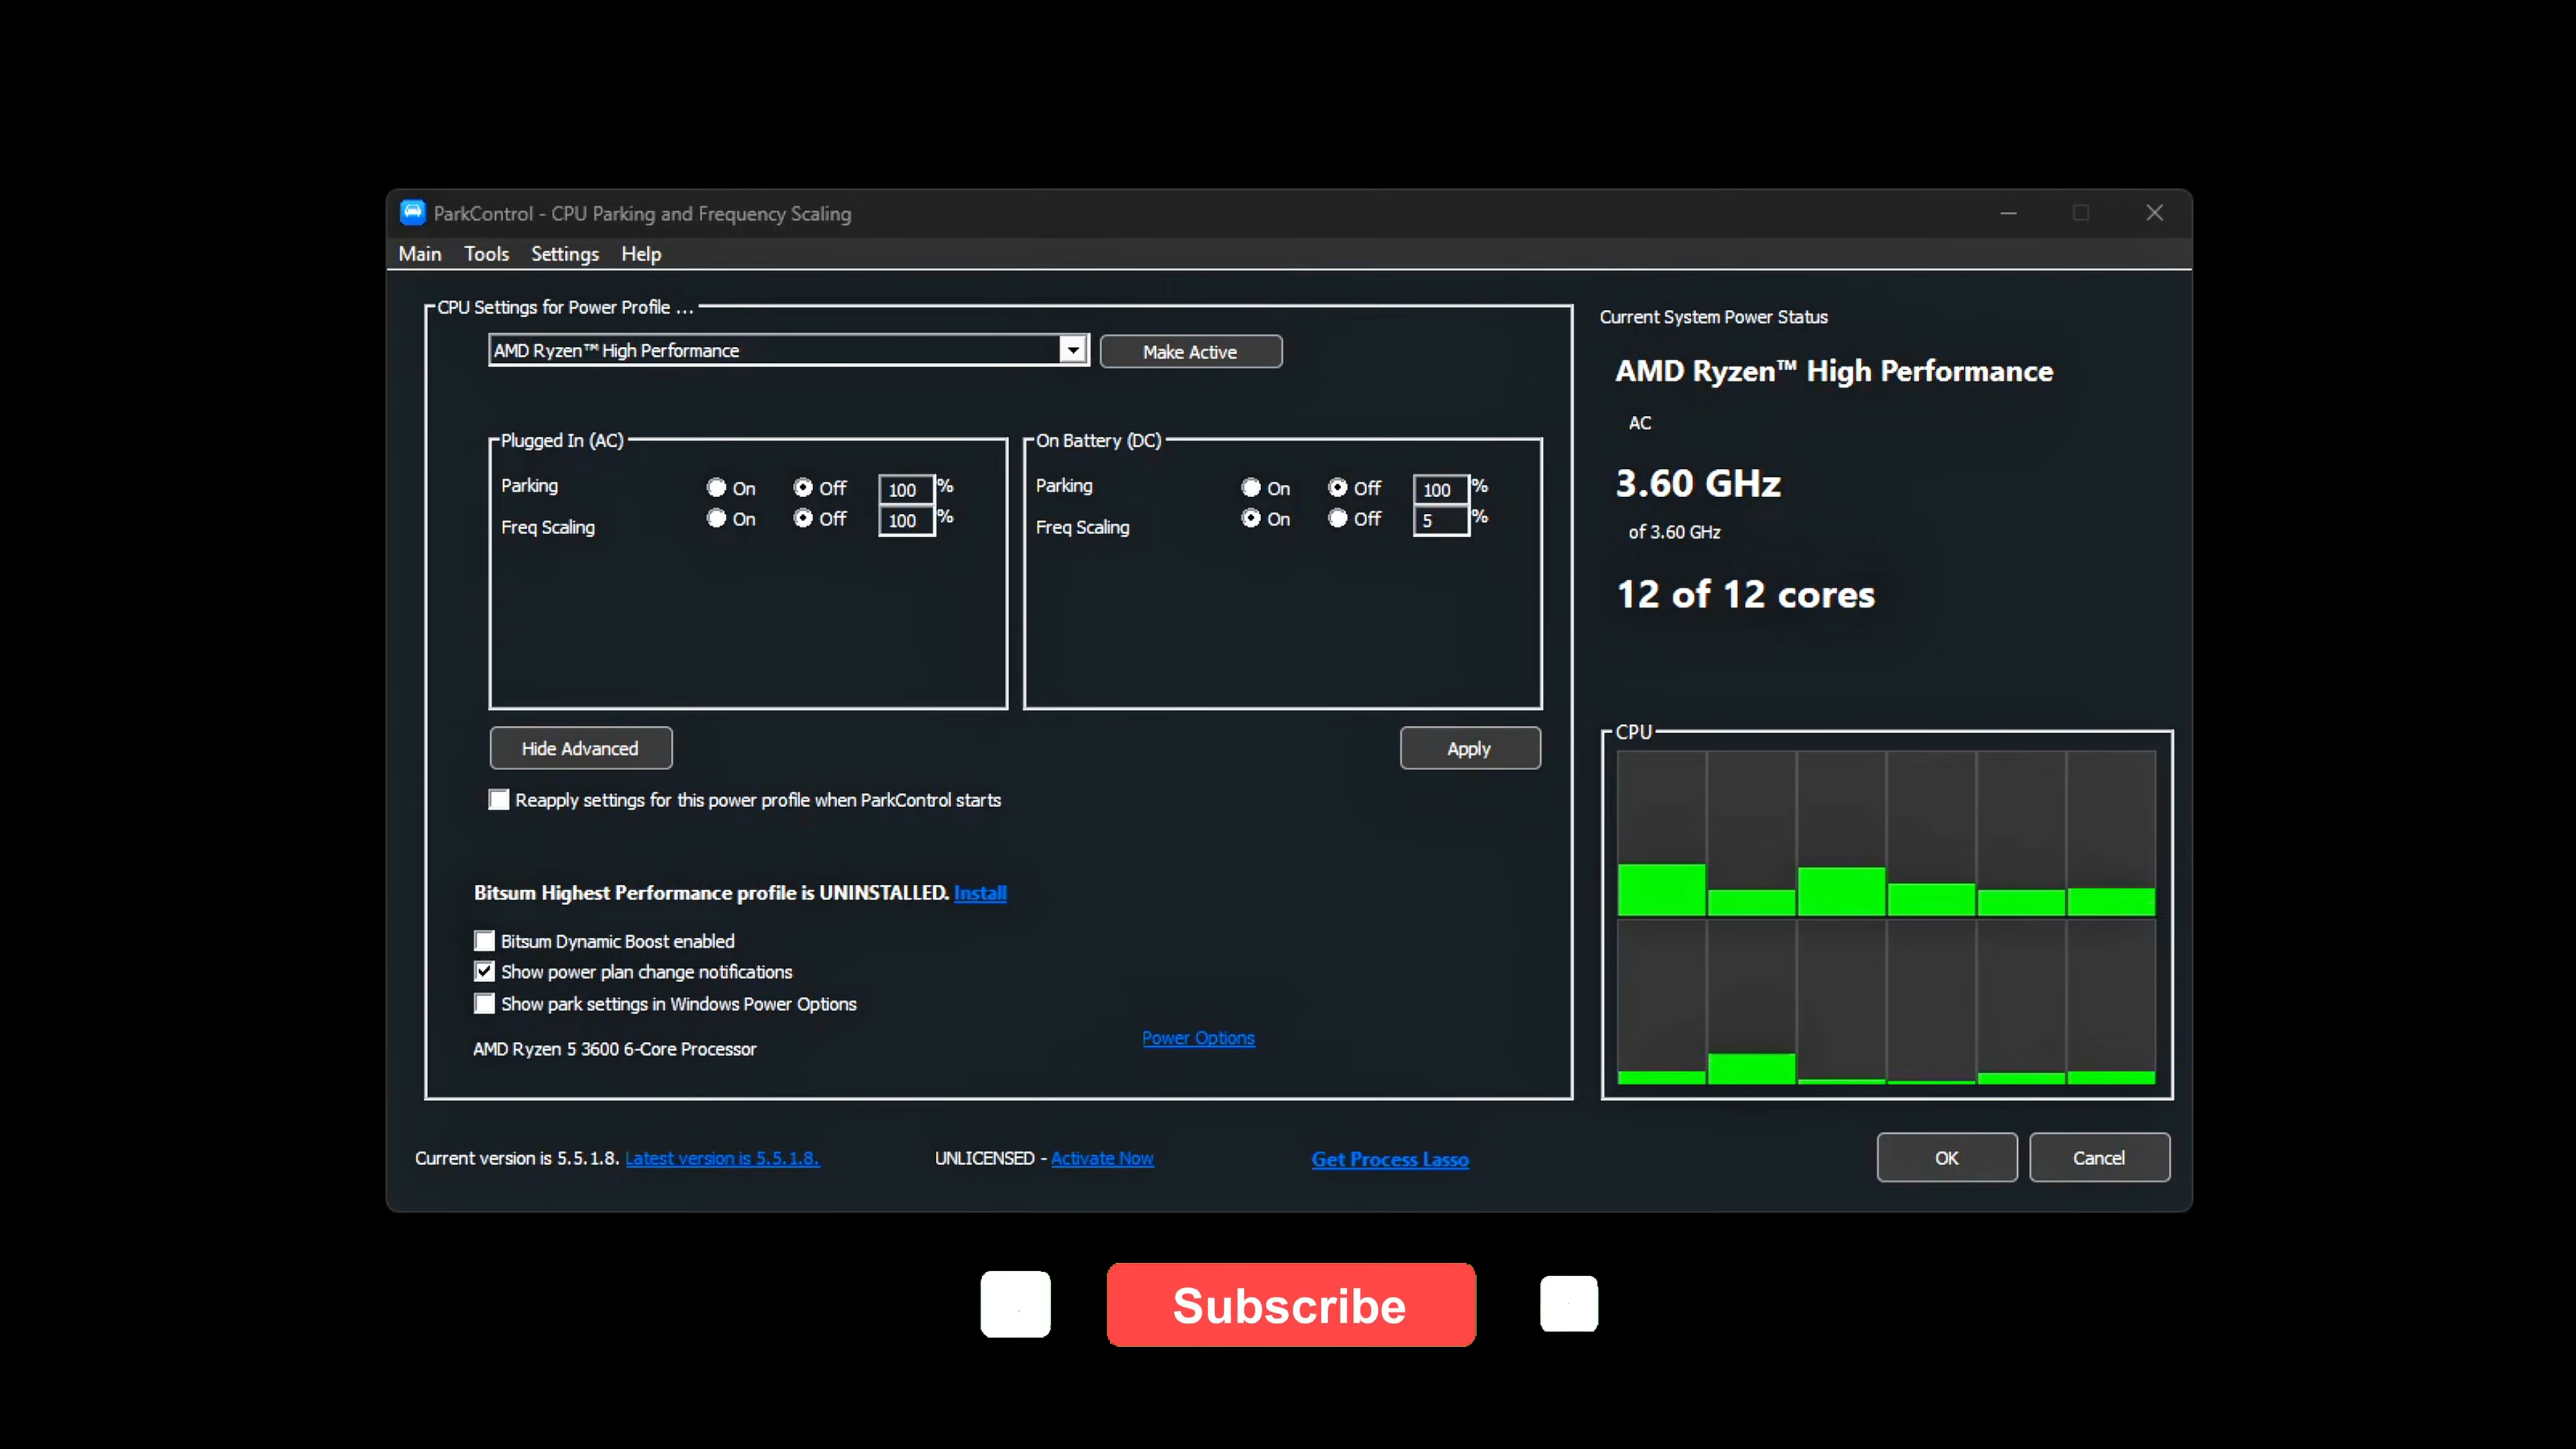 ParkControl - CPU Parking and Frequency Scaling
Main Tools Settings Help
CPU Settings for Power Profile ...
AMD Ryzen™ High Performance
Make Active
Plugged In (AC)
Parking On Off 100 %
Freq Scaling On Off 100 %
On Battery (DC)
Parking On Off 100 %
Freq Scaling On Off 5 %
Hide Advanced
Apply
Reapply settings for this power profile when ParkControl starts
Bitsum Highest Performance profile is UNINSTALLED. Install
Bitsum Dynamic Boost enabled
Show power plan change notifications
Show park settings in Windows Power Options
Power Options
AMD Ryzen 5 3600 6-Core Processor
Current System Power Status
AMD Ryzen™ High Performance
AC
3.60 GHz
of 3.60 GHz
12 of 12 cores
CPU
Current version is 5.5.1.8. Latest version is 5.5.1.8.
UNLICENSED - Activate Now
Get Process Lasso
OK
Cancel
Subscribe